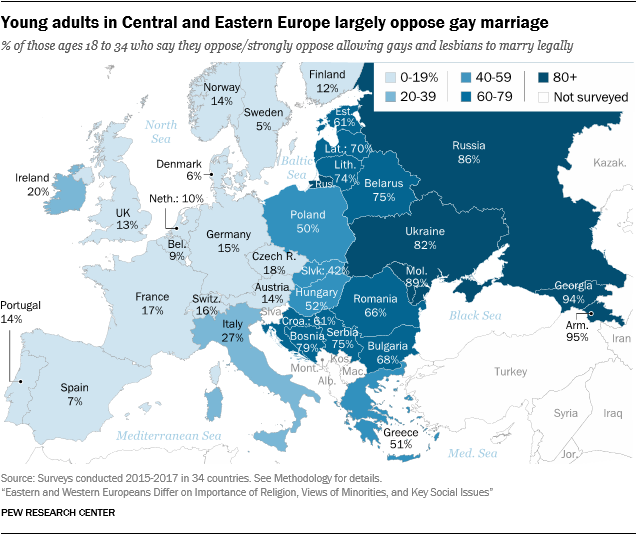 Young adults in Central and Eastern Europe largely oppose gay marriage
% of those ages 18 to 34 who say they oppose/strongly oppose allowing gays and lesbians to marry legally
0-19%
20-39
40-59
60-79
80+
Not surveyed
Finland
12%
Norway
14%
Sweden
5%
North
Sea
Baltic
Sea
Est.
61%
Lat.: 70%
Lith.
74%
Rus.
Russia
86%
Kazak.
Denmark
6%
Ireland
20%
Neth.: 10%
UK
13%
Bel.
9%
Germany
15%
Poland
50%
Belarus
75%
Ukraine
82%
Czech R.
18%
Slvk: 42%
Mol.
89%
Austria
14%
Hungary
52%
Romania
66%
France
17%
Switz.
16%
Slva.
Croa.: 61%
Bosnia
79%
Serbia
75%
Bulgaria
68%
Georgia
94%
Arm.
95%
Black Sea
Portugal
14%
Italy
27%
Spain
7%
Mont.
Kos.
Alb.
Mac.
Turkey
Iran
Syria
Iraq
Jor.
Greece
51%
Mediterranean Sea
Med. Sea
Source: Surveys conducted 2015-2017 in 34 countries. See Methodology for details.
“Eastern and Western Europeans Differ on Importance of Religion, Views of Minorities, and Key Social Issues”
PEW RESEARCH CENTER